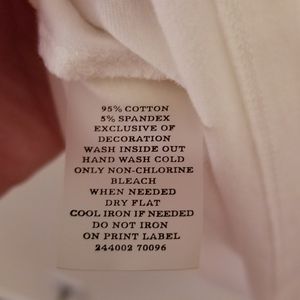 95% COTTON
5% SPANDEX
EXCLUSIVE OF
DECORATION
WASH INSIDE OUT
HAND WASH COLD
ONLY NON-CHLORINE
BLEACH
WHEN NEEDED
DRY FLAT
COOL IRON IF NEEDED
DO NOT IRON
ON PRINT LABEL
244002 70096